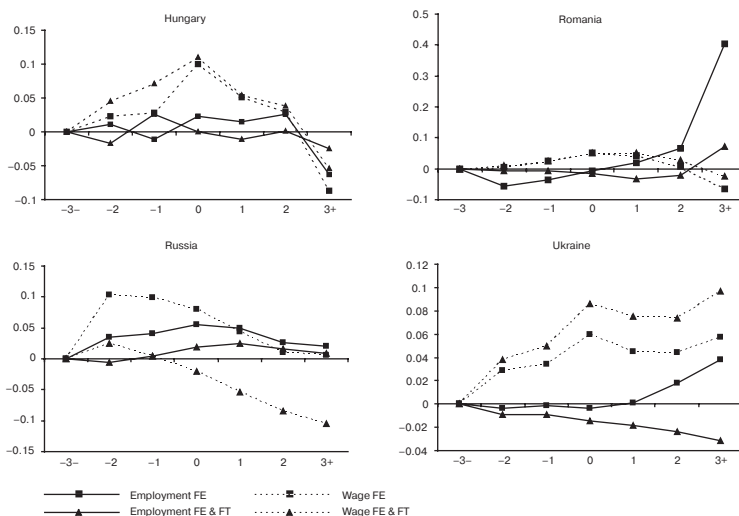 Hungary
0.15
0.1
0.05
0
−0.05
−0.1
−3− −2 −1 0 1 2 3+
Romania
0.5
0.4
0.3
0.2
0.1
0
−0.1
−3 −2 −1 0 1 2 3+
Russia
0.15
0.1
0.05
0
−0.05
−0.1
−0.15
−3− −2 −1 0 1 2 3+
Ukraine
0.12
0.1
0.08
0.06
0.04
0.02
0
−0.02
−0.04
−3− −2 −1 0 1 2 3+
Employment FE Wage FE
Employment FE & FT Wage FE & FT